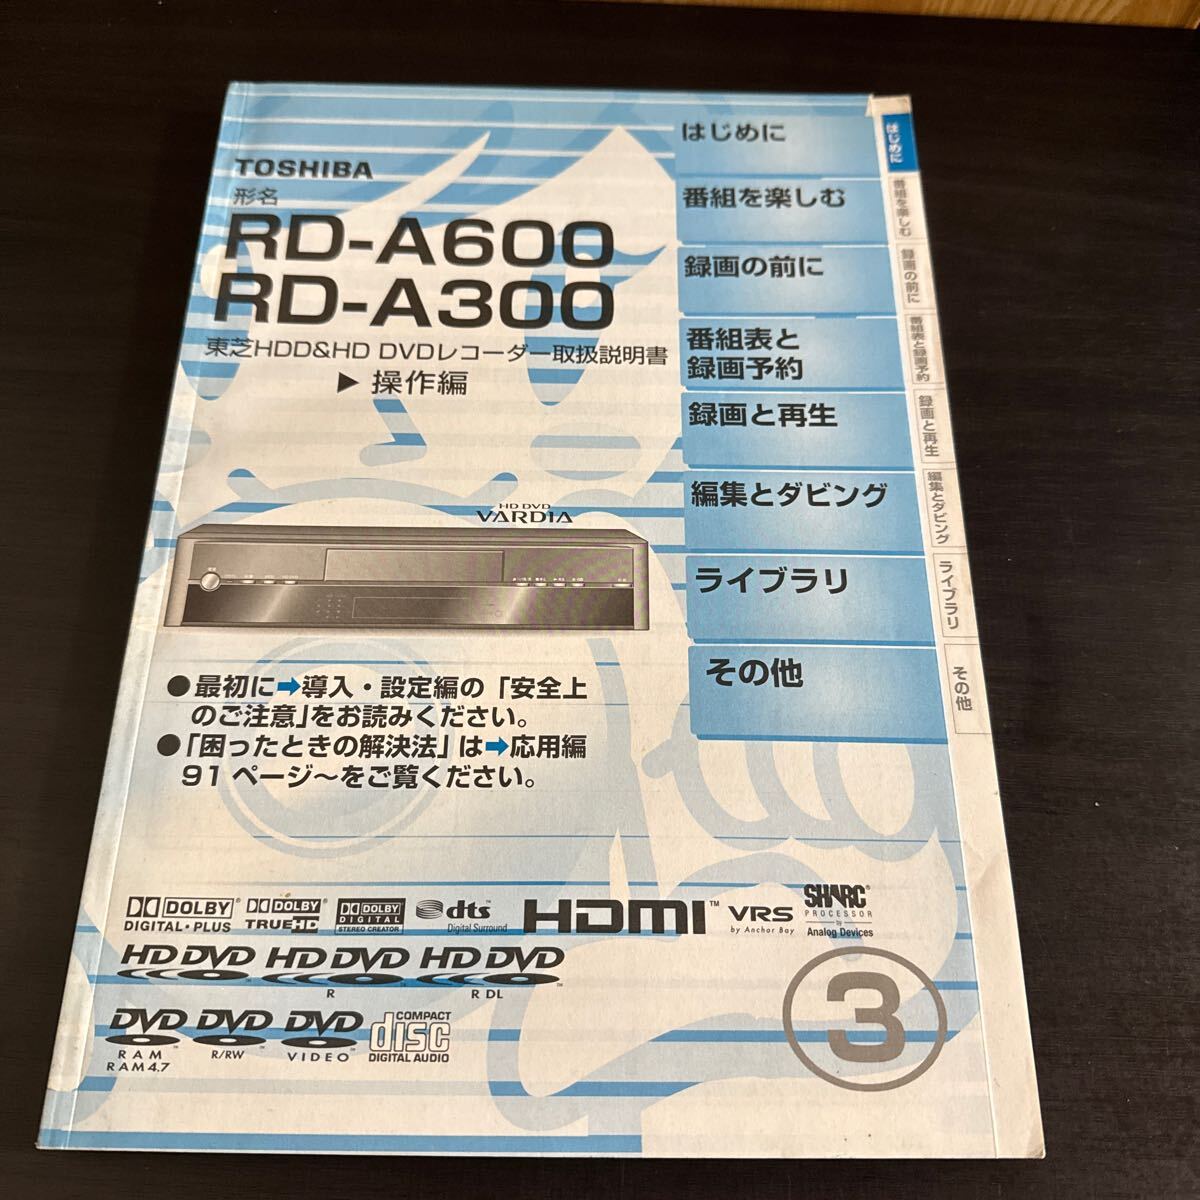 TOSHIBA
形名
RD-A600
RD-A300
東芝HDD&HD DVDレコーダー取扱説明書
▶ 操作編
はじめに
番組を楽しむ
録画の前に
番組表と
録画予約
録画と再生
編集とダビング
ライブラリ
その他
はじめに
番組を楽しむ
録画の前に
番組表と録画予約
録画と再生
編集とダビング
ライブラリ
その他
HD DVD
VARDIA
●最初に➡導入・設定編の「安全上
のご注意」をお読みください。
●「困ったときの解決法」は➡応用編
91ページ～をご覧ください。
DOLBY®
DIGITAL・PLUS
DOLBY
TRUEHD
DOLBY
DIGITAL
STEREO CREATOR
dts™
Digital Surround
HDMI™
VRS
by Anchor Bay
SHARC®
PROCESSOR
by
Analog Devices
HD DVD™
HD DVD™
R
HD DVD™
R DL
DVD™
RAM
RAM4.7
DVD™
R/RW
DVD™
VIDEO
COMPACT
disc
DIGITAL AUDIO
3